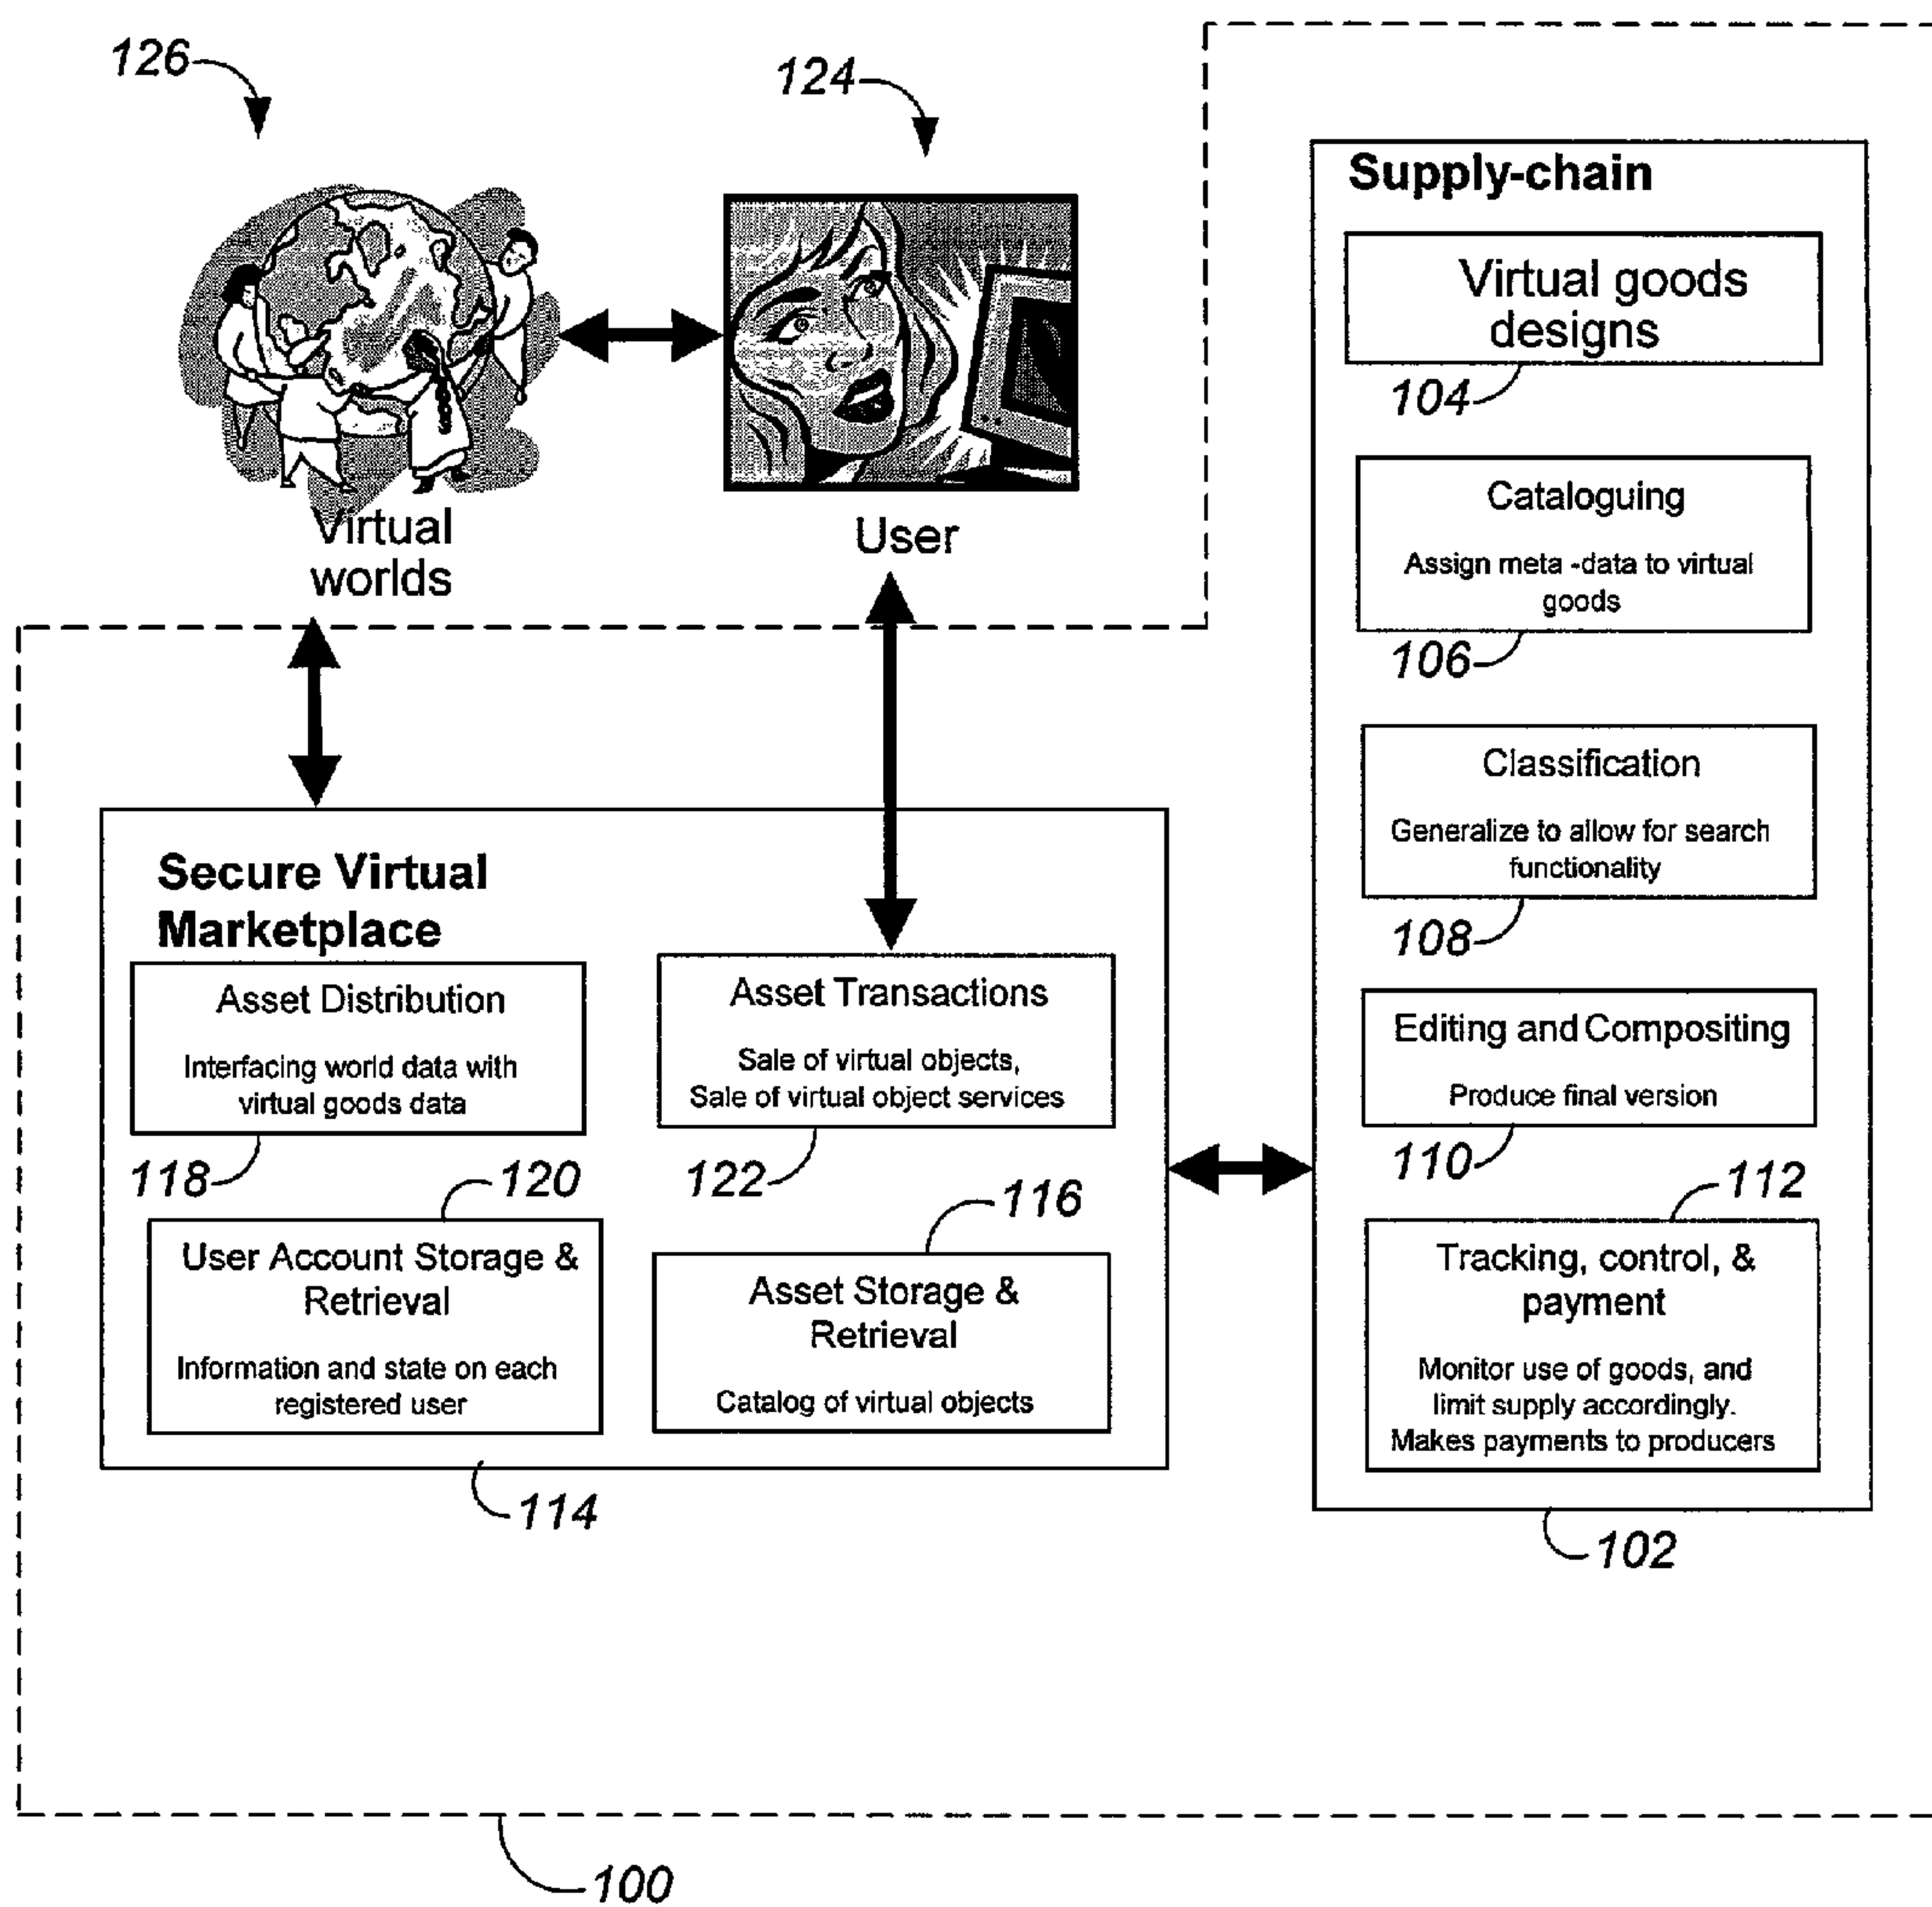 126
124
Virtual
worlds
User
Supply-chain
Virtual goods
designs
104
Cataloguing
Assign meta -data to virtual
goods
106
Classification
Generalize to allow for search
functionality
108
Editing and Compositing
Produce final version
110
112
Tracking, control, &
payment
Monitor use of goods, and
limit supply accordingly.
Makes payments to producers
102
Secure Virtual
Marketplace
Asset Distribution
Interfacing world data with
virtual goods data
118
Asset Transactions
Sale of virtual objects,
Sale of virtual object services
122
120
User Account Storage &
Retrieval
Information and state on each
registered user
116
Asset Storage &
Retrieval
Catalog of virtual objects
114
100